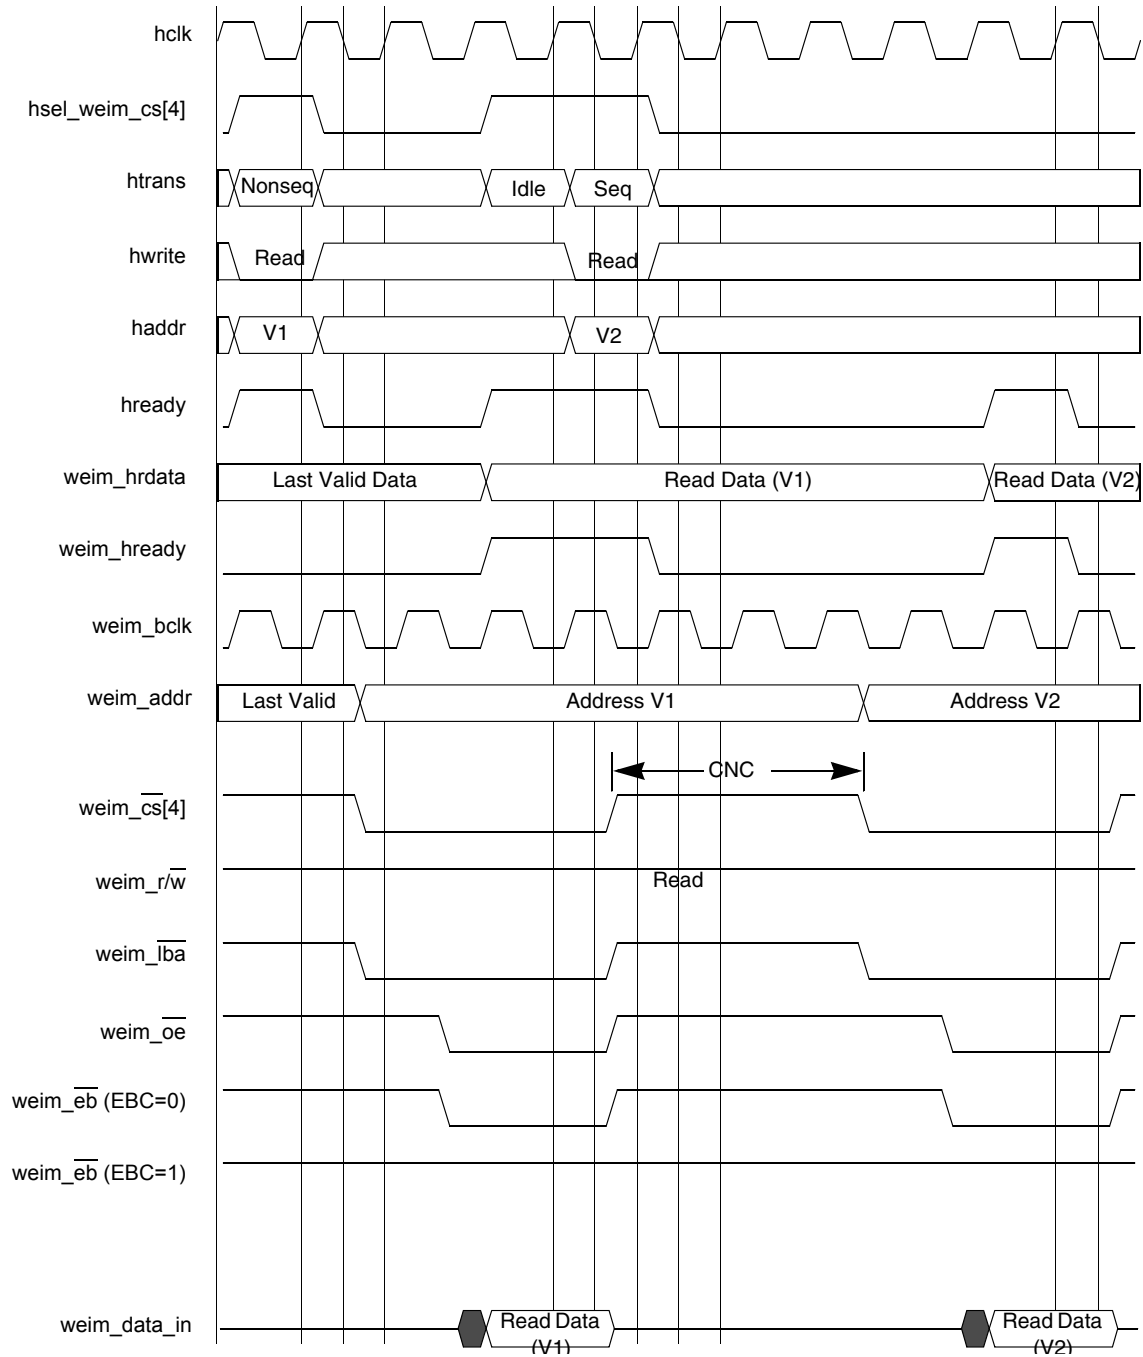 hclk
hsel_weim_cs[4]
htrans Nonseq Idle Seq
hwrite Read Read
haddr V1 V2
hready
weim_hrdata Last Valid Data Read Data (V1) Read Data (V2)
weim_hready
weim_bclk
weim_addr Last Valid Address V1 Address V2
CNC
weim_cs[4]
weim_r/w Read
weim_lba
weim_oe
weim_eb (EBC=0)
weim_eb (EBC=1)
weim_data_in Read Data Read Data
(V1) (V2)